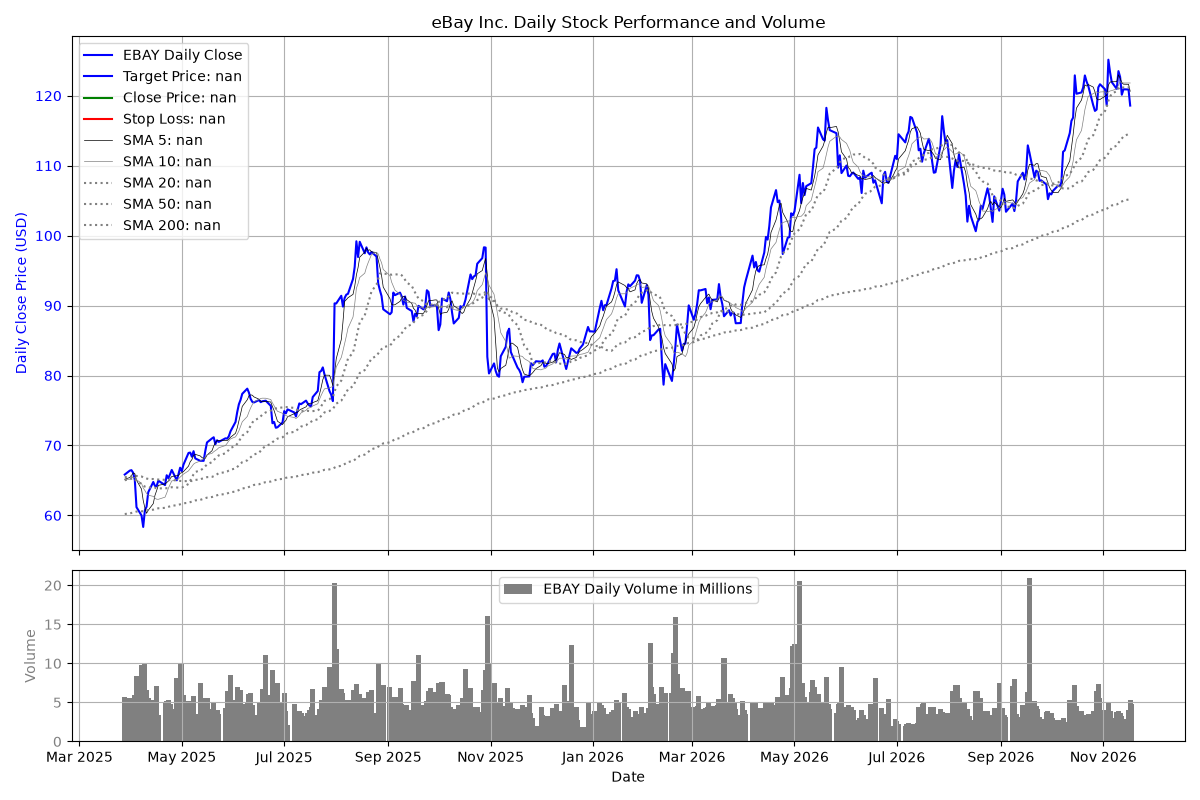 eBay Inc. Daily Stock Performance and Volume
Daily Close Price (USD)
120
110
100
90
80
70
60
EBAY Daily Close
Target Price: nan
Close Price: nan
Stop Loss: nan
SMA 5: nan
SMA 10: nan
SMA 20: nan
SMA 50: nan
SMA 200: nan
Volume
20
15
10
5
0
EBAY Daily Volume in Millions
Mar 2025 May 2025 Jul 2025 Sep 2025 Nov 2025 Jan 2026 Mar 2026 May 2026 Jul 2026 Sep 2026 Nov 2026
Date